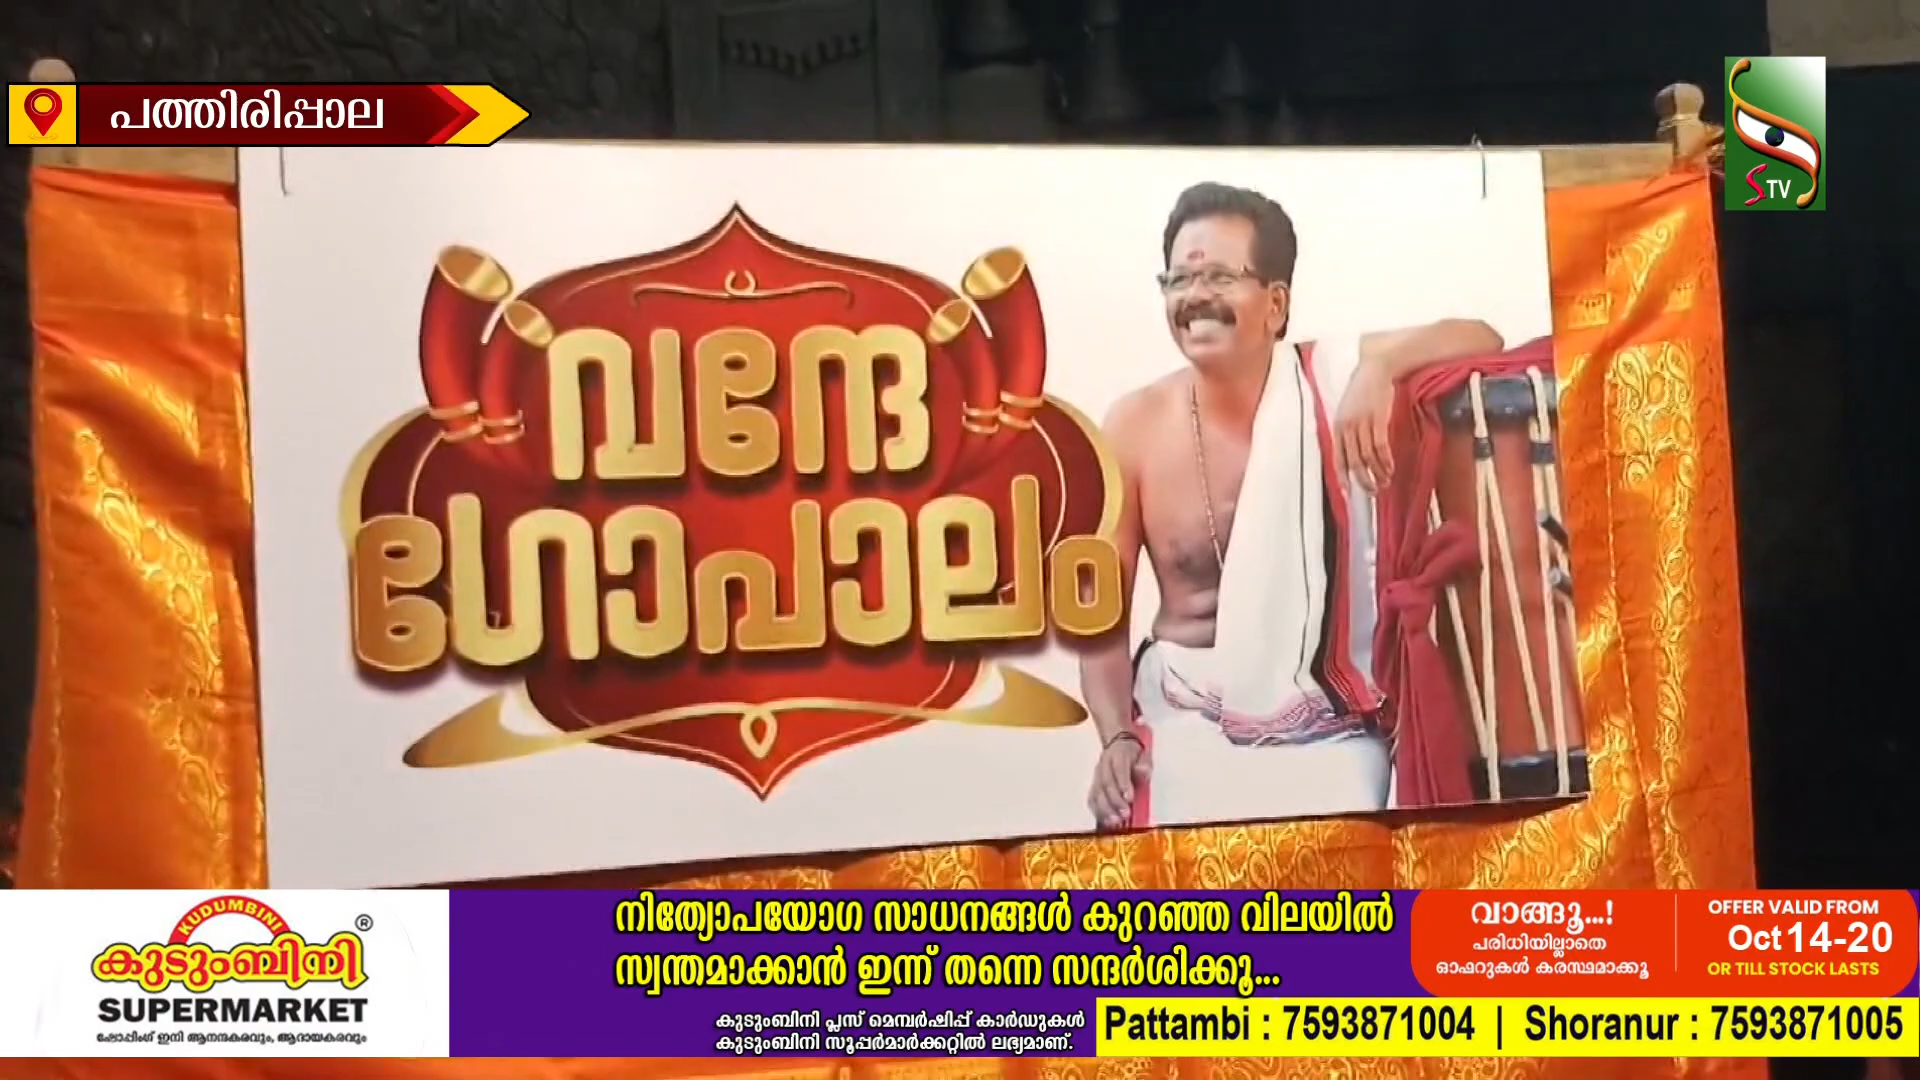 പത്തിരിപ്പാല
STV
വന്ദേ
ഗോപാലം
KUDUMBINI
കുടുംബിനി®
SUPERMARKET
ഷോപ്പിംഗ് ഇനി ആനന്ദകരവും, ആദായകരവും
നിത്യോപയോഗ സാധനങ്ങൾ കുറഞ്ഞ വിലയിൽ
സ്വന്തമാക്കാൻ ഇന്ന് തന്നെ സന്ദർശിക്കൂ...
കുടുംബിനി പ്ലസ് മെമ്പർഷിപ്പ് കാർഡുകൾ
കുടുംബിനി സൂപ്പർമാർക്കറ്റിൽ ലഭ്യമാണ്.
വാങ്ങൂ...!
പരിധിയില്ലാതെ
ഓഫറുകൾ കരസ്ഥമാക്കൂ
OFFER VALID FROM
Oct 14-20
OR TILL STOCK LASTS
Pattambi : 7593871004 | Shoranur : 7593871005